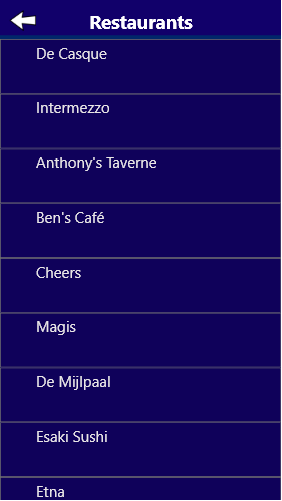 Restaurants
De Casque
Intermezzo
Anthony's Taverne
Ben's Café
Cheers
Magis
De Mijlpaal
Esaki Sushi
Etna